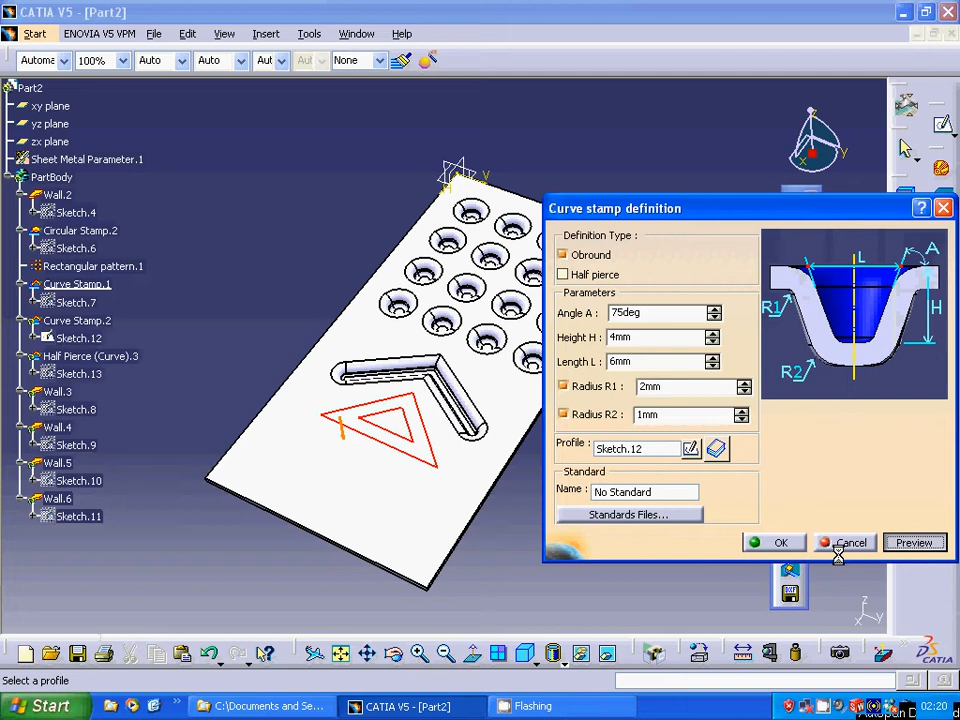 CATIA V5 - [Part2]
Start ENOVIA V5 VPM File Edit View Insert Tools Window Help
Automa 100% Auto Auto Aut Aut None
Part2
xy plane
yz plane
zx plane
Sheet Metal Parameter.1
PartBody
Wall.2
Sketch.4
Circular Stamp.2
Sketch.6
Rectangular pattern.1
Curve Stamp.1
Sketch.7
Curve Stamp.2
Sketch.12
Half Pierce (Curve).3
Sketch.13
Wall.3
Sketch.8
Wall.4
Sketch.9
Wall.5
Sketch.10
Wall.6
Sketch.11
z
y
x
V
Curve stamp definition
Definition Type :
Obround
Half pierce
Parameters
Angle A : 75deg
Height H : 4mm
Length L : 6mm
Radius R1 : 2mm
Radius R2 : 1mm
Profile : Sketch.12
Standard
Name : No Standard
Standards Files...
L
A
R1
H
R2
OK Cancel Preview
DXF
z
x y
CATIA
Select a profile
Start C:\Documents and Se... CATIA V5 - [Part2] Flashing 02:20